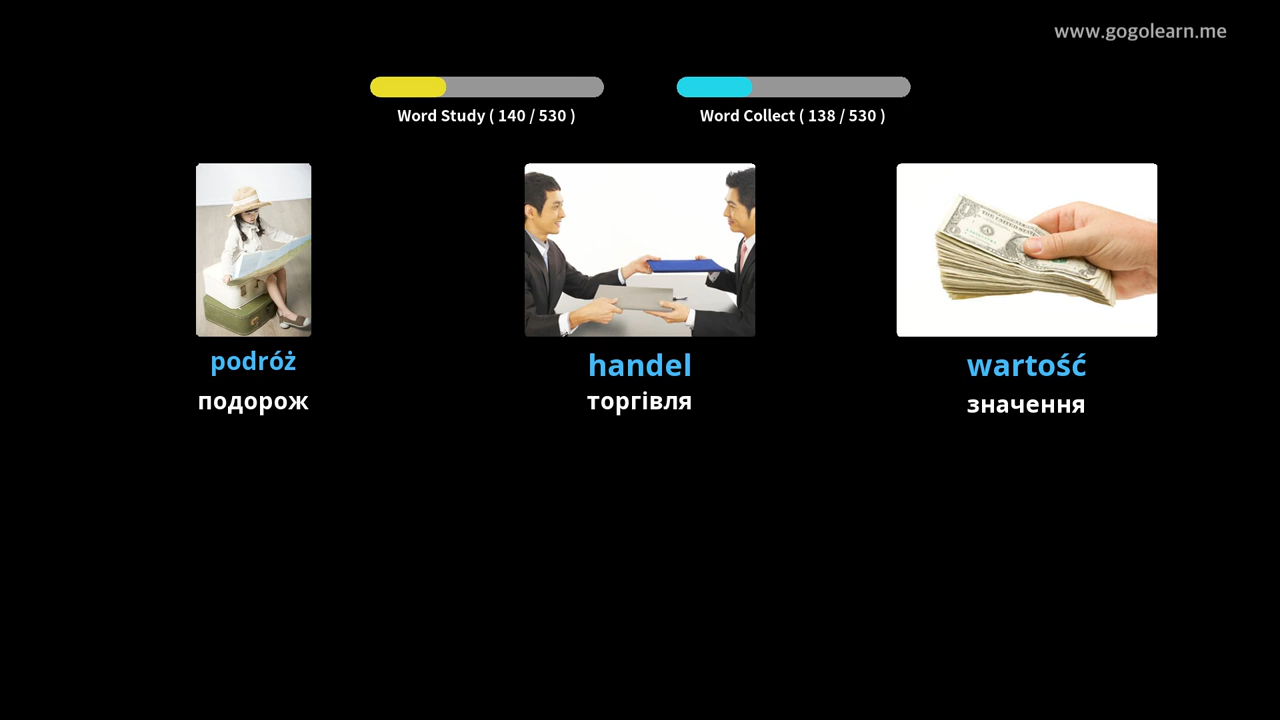 www.gogolearn.me
Word Study ( 140 / 530 )
Word Collect ( 138 / 530 )
podróż
handel
wartość
подорож
торгівля
значення